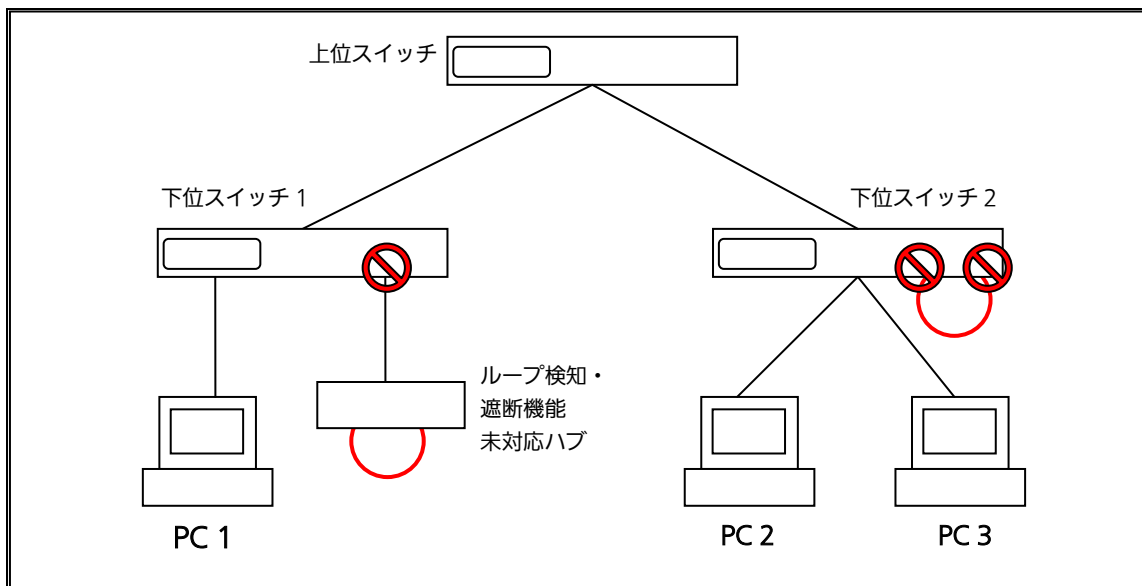 上位スイッチ
下位スイッチ 1
下位スイッチ 2
ループ検知・
遮断機能
未対応ハブ
PC 1
PC 2
PC 3